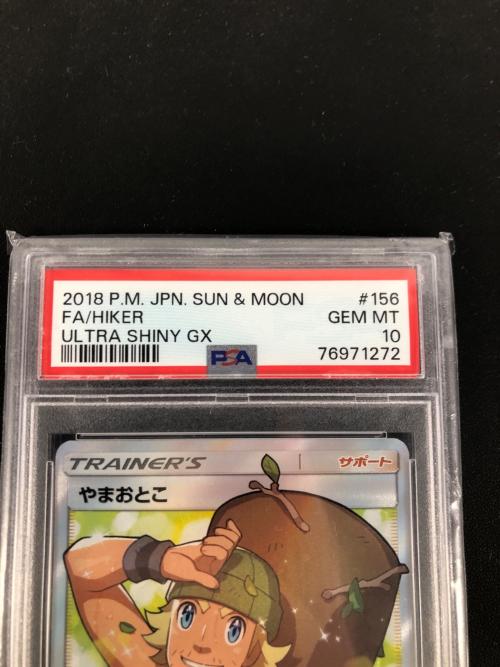 2018 P.M. JPN. SUN & MOON #156
FA/HIKER GEM MT
ULTRA SHINY GX 10
PSA 76971272
TRAINER'S サポート
やまおとこ